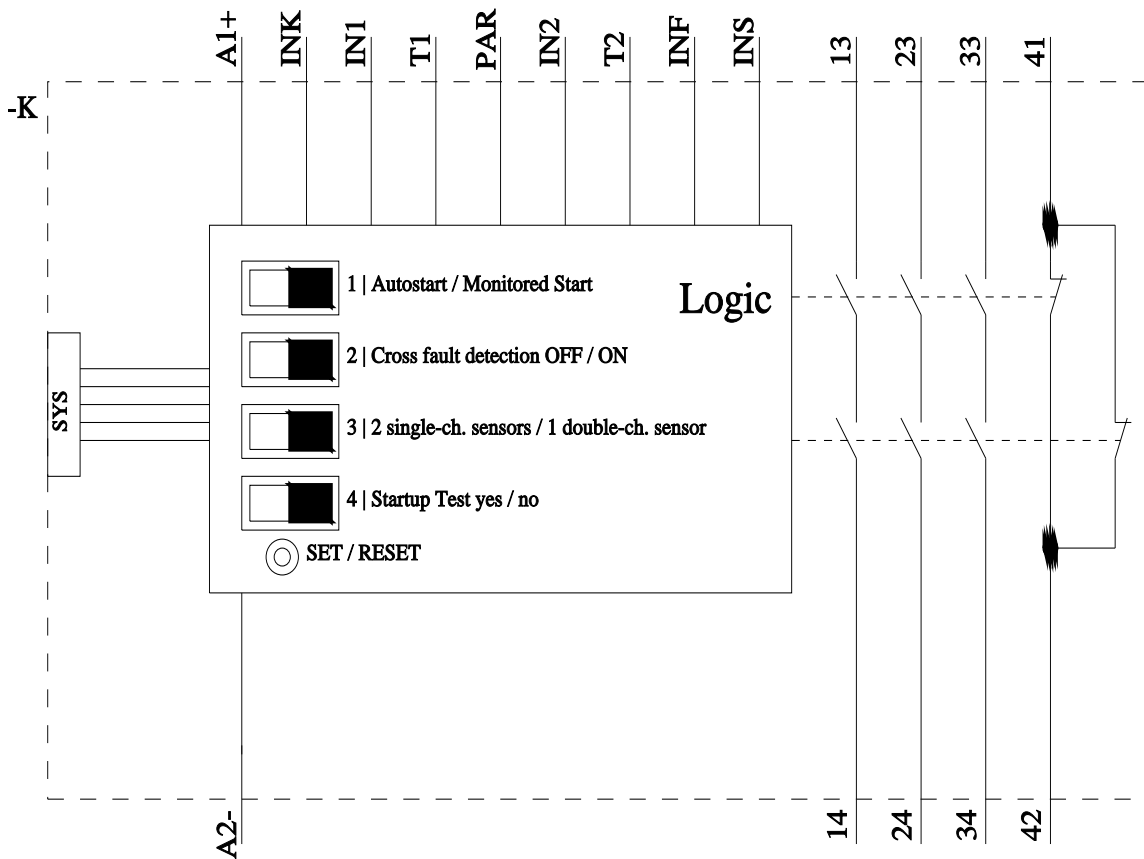 A1+
INK
IN1
T1
PAR
IN2
T2
INF
INS
13
23
33
41
-K
1 | Autostart / Monitored Start
Logic
2 | Cross fault detection OFF / ON
SYS
3 | 2 single-ch. sensors / 1 double-ch. sensor
4 | Startup Test yes / no
SET / RESET
A2-
14
24
34
42